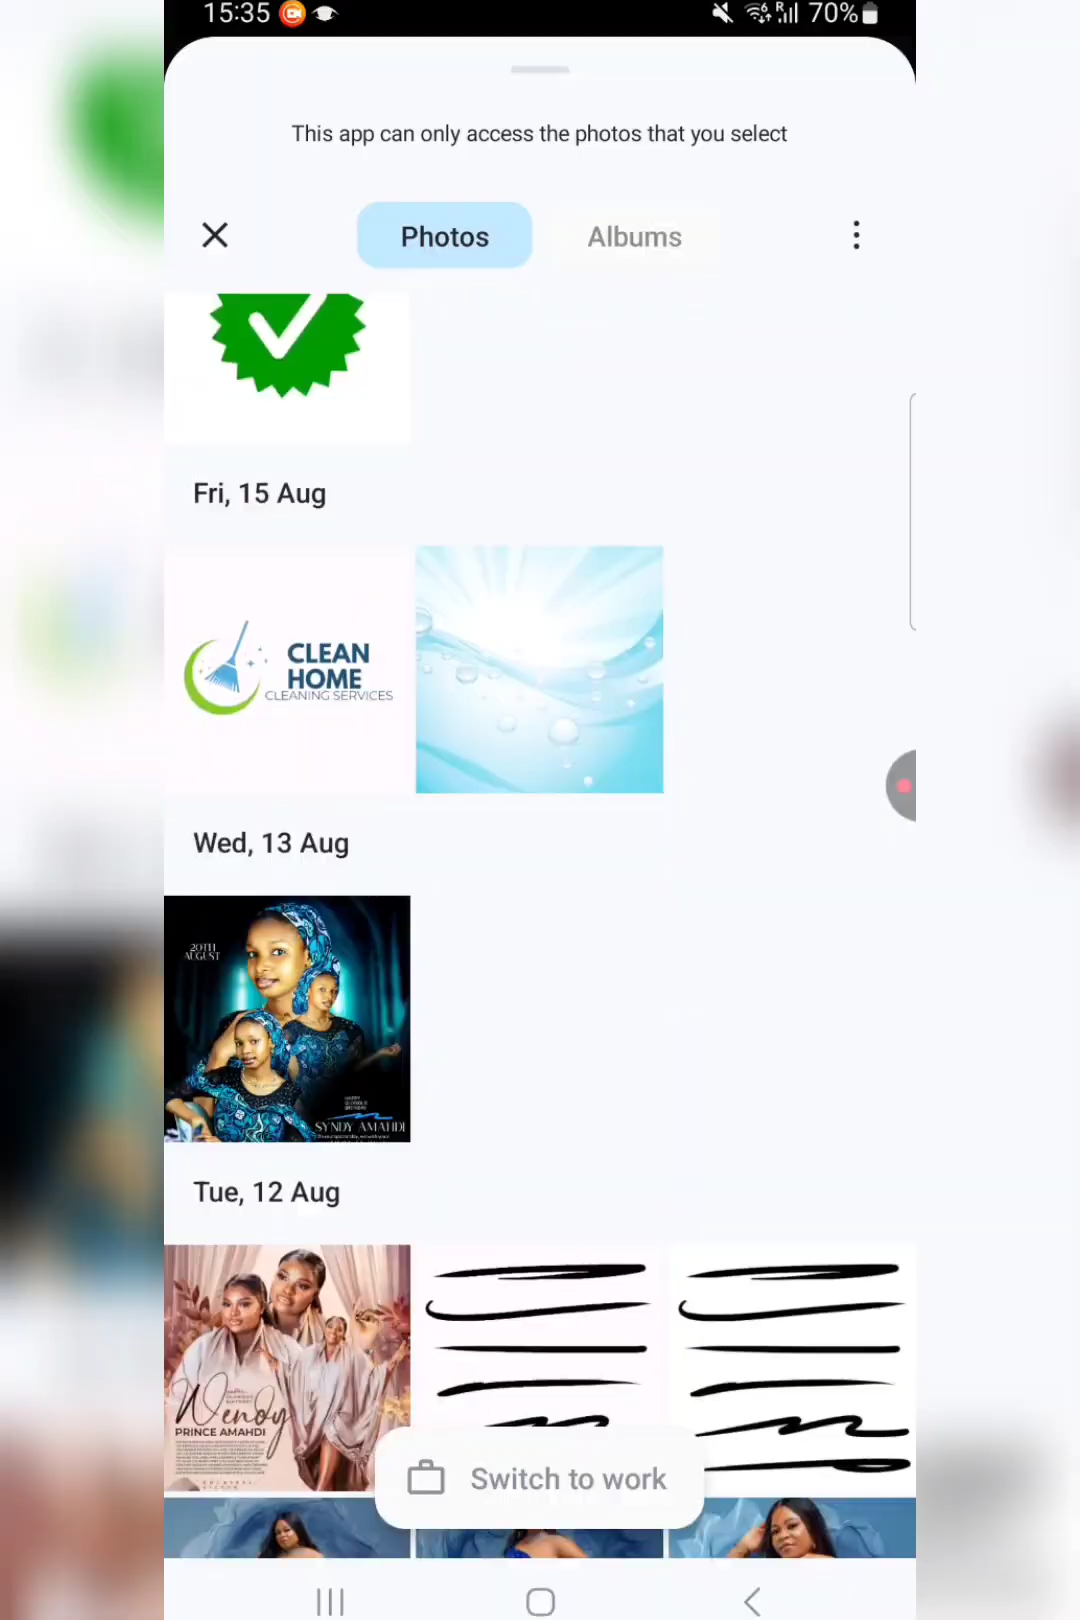 15:35
70%
This app can only access the photos that you select
Photos
Albums
Fri, 15 Aug
CLEAN
HOME
CLEANING SERVICES
Wed, 13 Aug
20TH
AUGUST
SYNDY AMAHDI
Tue, 12 Aug
Wendy
PRINCE AMAHDI
Switch to work